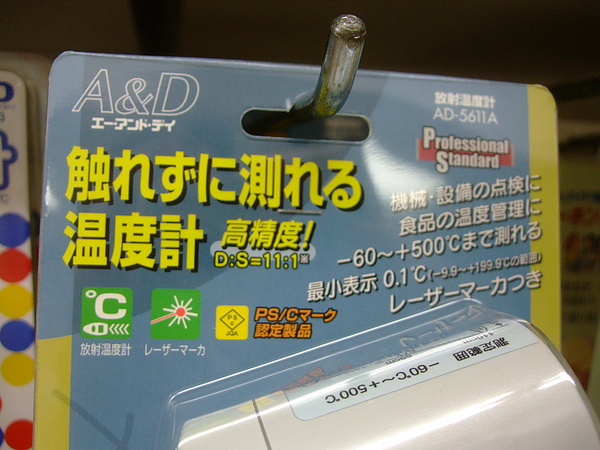 A&D
エー・アンド・デイ
放射温度計
AD-5611A
Professional
Standard
触れずに測れる
温度計 高精度!
D:S=11:1※
機械・設備の点検に
食品の温度管理に
-60～+500℃まで測れる
最小表示 0.1℃(-9.9～+199.9℃の範囲)
レーザーマーカつき
℃
放射温度計
レーザーマーカ
PS
C
JQA
PS/Cマーク
認定製品
測定範囲
-60℃～+500℃